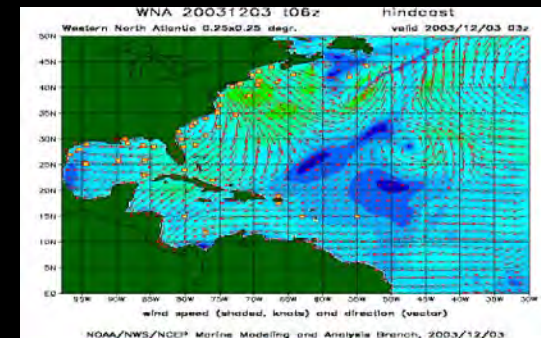 WNA 20031203 t06z hindcast
Western North Atlantic 0.25x0.25 degr. valid 2003/12/03 03z
50N
45N
40N
35N
30N
25N
20N
15N
10N
5N
EQ
95W 90W 85W 80W 75W 70W 65W 60W 55W 50W 45W 40W 35W 30W
wind speed (shaded, knots) and direction (vector)
NOAA/NWS/NCEP Marine Modeling and Analysis Branch, 2003/12/03